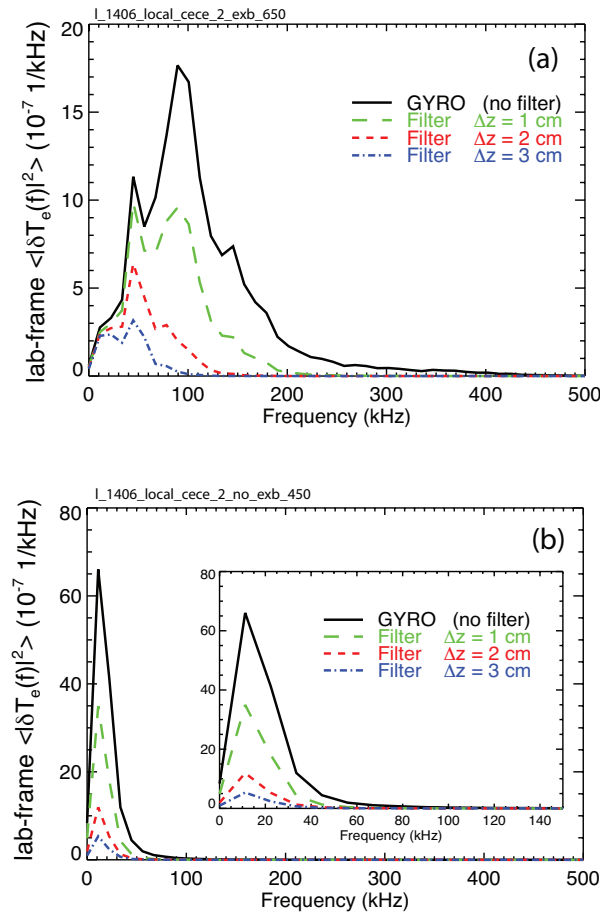 l_1406_local_cece_2_exb_650
(a)
lab-frame <|δT_e(f)|^2> (10^-7 1/kHz)
20
15
10
5
0
GYRO (no filter)
Filter Δz = 1 cm
Filter Δz = 2 cm
Filter Δz = 3 cm
0 100 200 300 400 500
Frequency (kHz)
l_1406_local_cece_2_no_exb_450
(b)
lab-frame <|δT_e(f)|^2> (10^-7 1/kHz)
80
60
40
20
0
80
60
40
20
0
GYRO (no filter)
Filter Δz = 1 cm
Filter Δz = 2 cm
Filter Δz = 3 cm
0 20 40 60 80 100 120 140
Frequency (kHz)
0 100 200 300 400 500
Frequency (kHz)